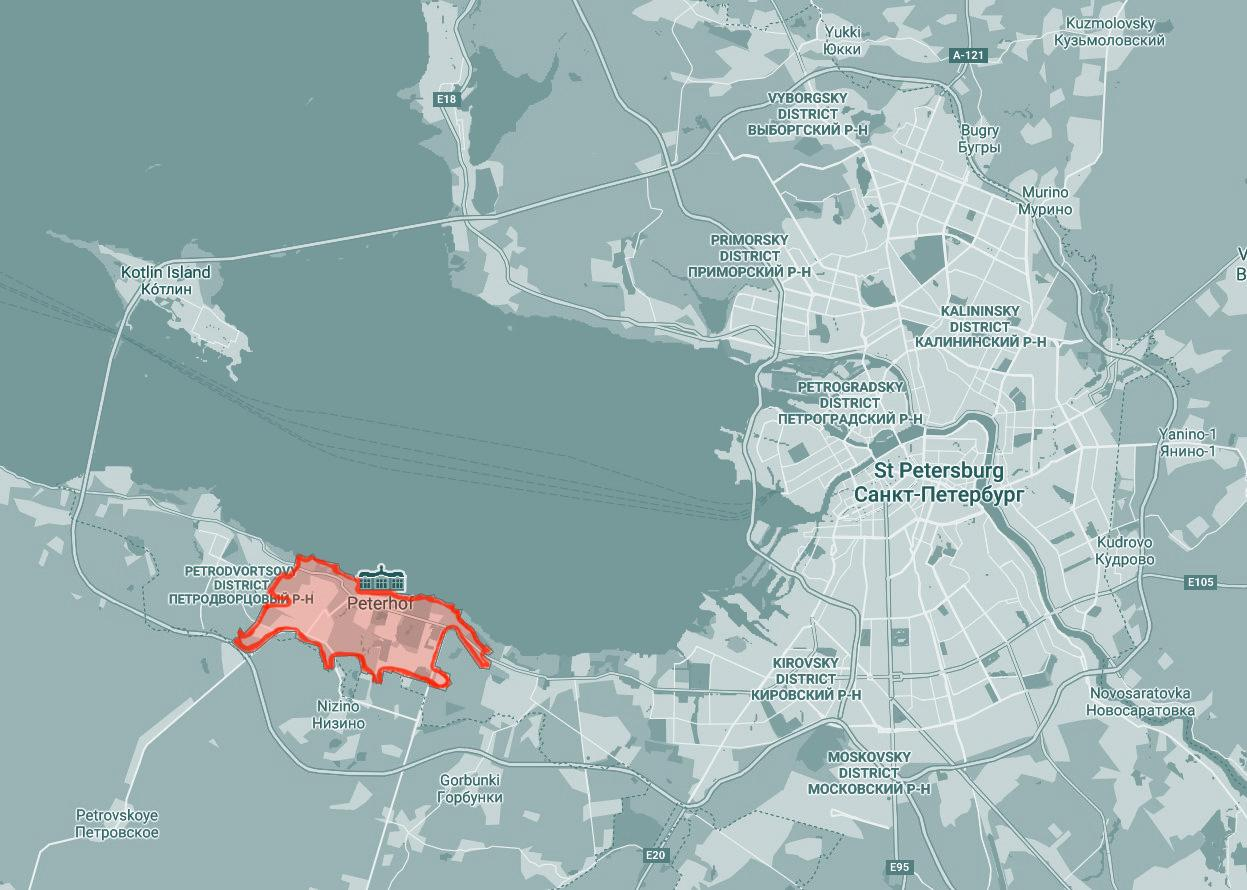 Kuzmolovsky
Кузьмоловский
Yukki
Юкки
A-121
E18
VYBORGSKY
DISTRICT
ВЫБОРГСКИЙ Р-Н
Bugry
Бугры
Murino
Мурино
PRIMORSKY
DISTRICT
ПРИМОРСКИЙ Р-Н
Kotlin Island
Ко́тлин
KALININSKY
DISTRICT
КАЛИНИНСКИЙ Р-Н
PETROGRADSKY
DISTRICT
ПЕТРОГРАДСКИЙ Р-Н
Yanino-1
Янино-1
St Petersburg
Санкт-Петербург
Kudrovo
Кудрово
E105
PETRODVORTSOVY
DISTRICT
ПЕТРОДВОРЦОВЫЙ Р-Н
Peterhof
KIROVSKY
DISTRICT
КИРОВСКИЙ Р-Н
Novosaratovka
Новосаратовка
Nizino
Низино
MOSKOVSKY
DISTRICT
МОСКОВСКИЙ Р-Н
Gorbunki
Горбунки
Petrovskoye
Петровское
E20
E95